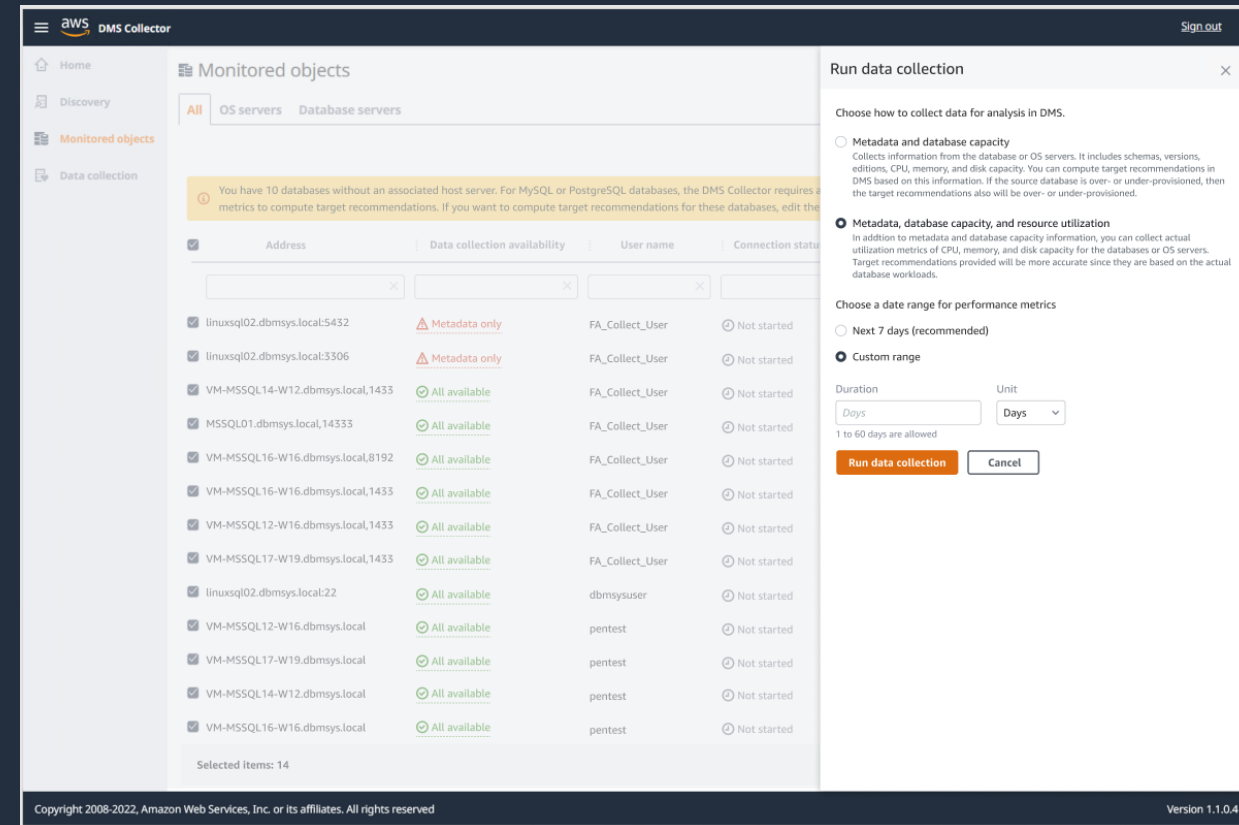 aws DMS Collector
Sign out
Home
Discovery
Monitored objects
Data collection
Monitored objects
All OS servers Database servers
You have 10 databases without an associated host server. For MySQL or PostgreSQL databases, the DMS Collector requires a
metrics to compute target recommendations. If you want to compute target recommendations for these databases, edit the
Address Data collection availability User name Connection statu
linuxsql02.dbmsys.local:5432 Metadata only FA_Collect_User Not started
linuxsql02.dbmsys.local:3306 Metadata only FA_Collect_User Not started
VM-MSSQL14-W12.dbmsys.local,1433 All available FA_Collect_User Not started
MSSQL01.dbmsys.local,14333 All available FA_Collect_User Not started
VM-MSSQL16-W16.dbmsys.local,8192 All available FA_Collect_User Not started
VM-MSSQL16-W16.dbmsys.local,1433 All available FA_Collect_User Not started
VM-MSSQL12-W16.dbmsys.local,1433 All available FA_Collect_User Not started
VM-MSSQL17-W19.dbmsys.local,1433 All available FA_Collect_User Not started
linuxsql02.dbmsys.local:22 All available dbmsysuser Not started
VM-MSSQL12-W16.dbmsys.local All available pentest Not started
VM-MSSQL17-W19.dbmsys.local All available pentest Not started
VM-MSSQL14-W12.dbmsys.local All available pentest Not started
VM-MSSQL16-W16.dbmsys.local All available pentest Not started
Selected items: 14
Run data collection
Choose how to collect data for analysis in DMS.
Metadata and database capacity
Collects information from the database or OS servers. It includes schemas, versions,
editions, CPU, memory, and disk capacity. You can compute target recommendations in
DMS based on this information. If the source database is over- or under-provisioned, then
the target recommendations also will be over- or under-provisioned.
Metadata, database capacity, and resource utilization
In addtion to metadata and database capacity information, you can collect actual
utilization metrics of CPU, memory, and disk capacity for the databases or OS servers.
Target recommendations provided will be more accurate since they are based on the actual
database workloads.
Choose a date range for performance metrics
Next 7 days (recommended)
Custom range
Duration Unit
Days Days
1 to 60 days are allowed
Run data collection Cancel
Copyright 2008-2022, Amazon Web Services, Inc. or its affiliates. All rights reserved
Version 1.1.0.4